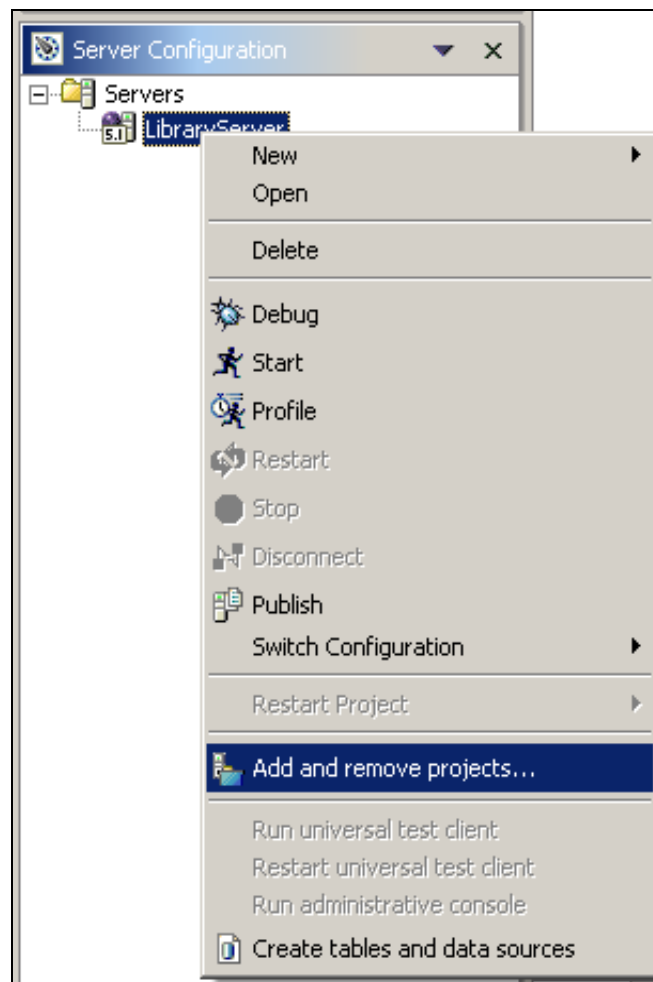 Server Configuration
Servers
5.1
LibraryServer
New
Open
Delete
Debug
Start
Profile
Restart
Stop
Disconnect
Publish
Switch Configuration
Restart Project
Add and remove projects...
Run universal test client
Restart universal test client
Run administrative console
Create tables and data sources